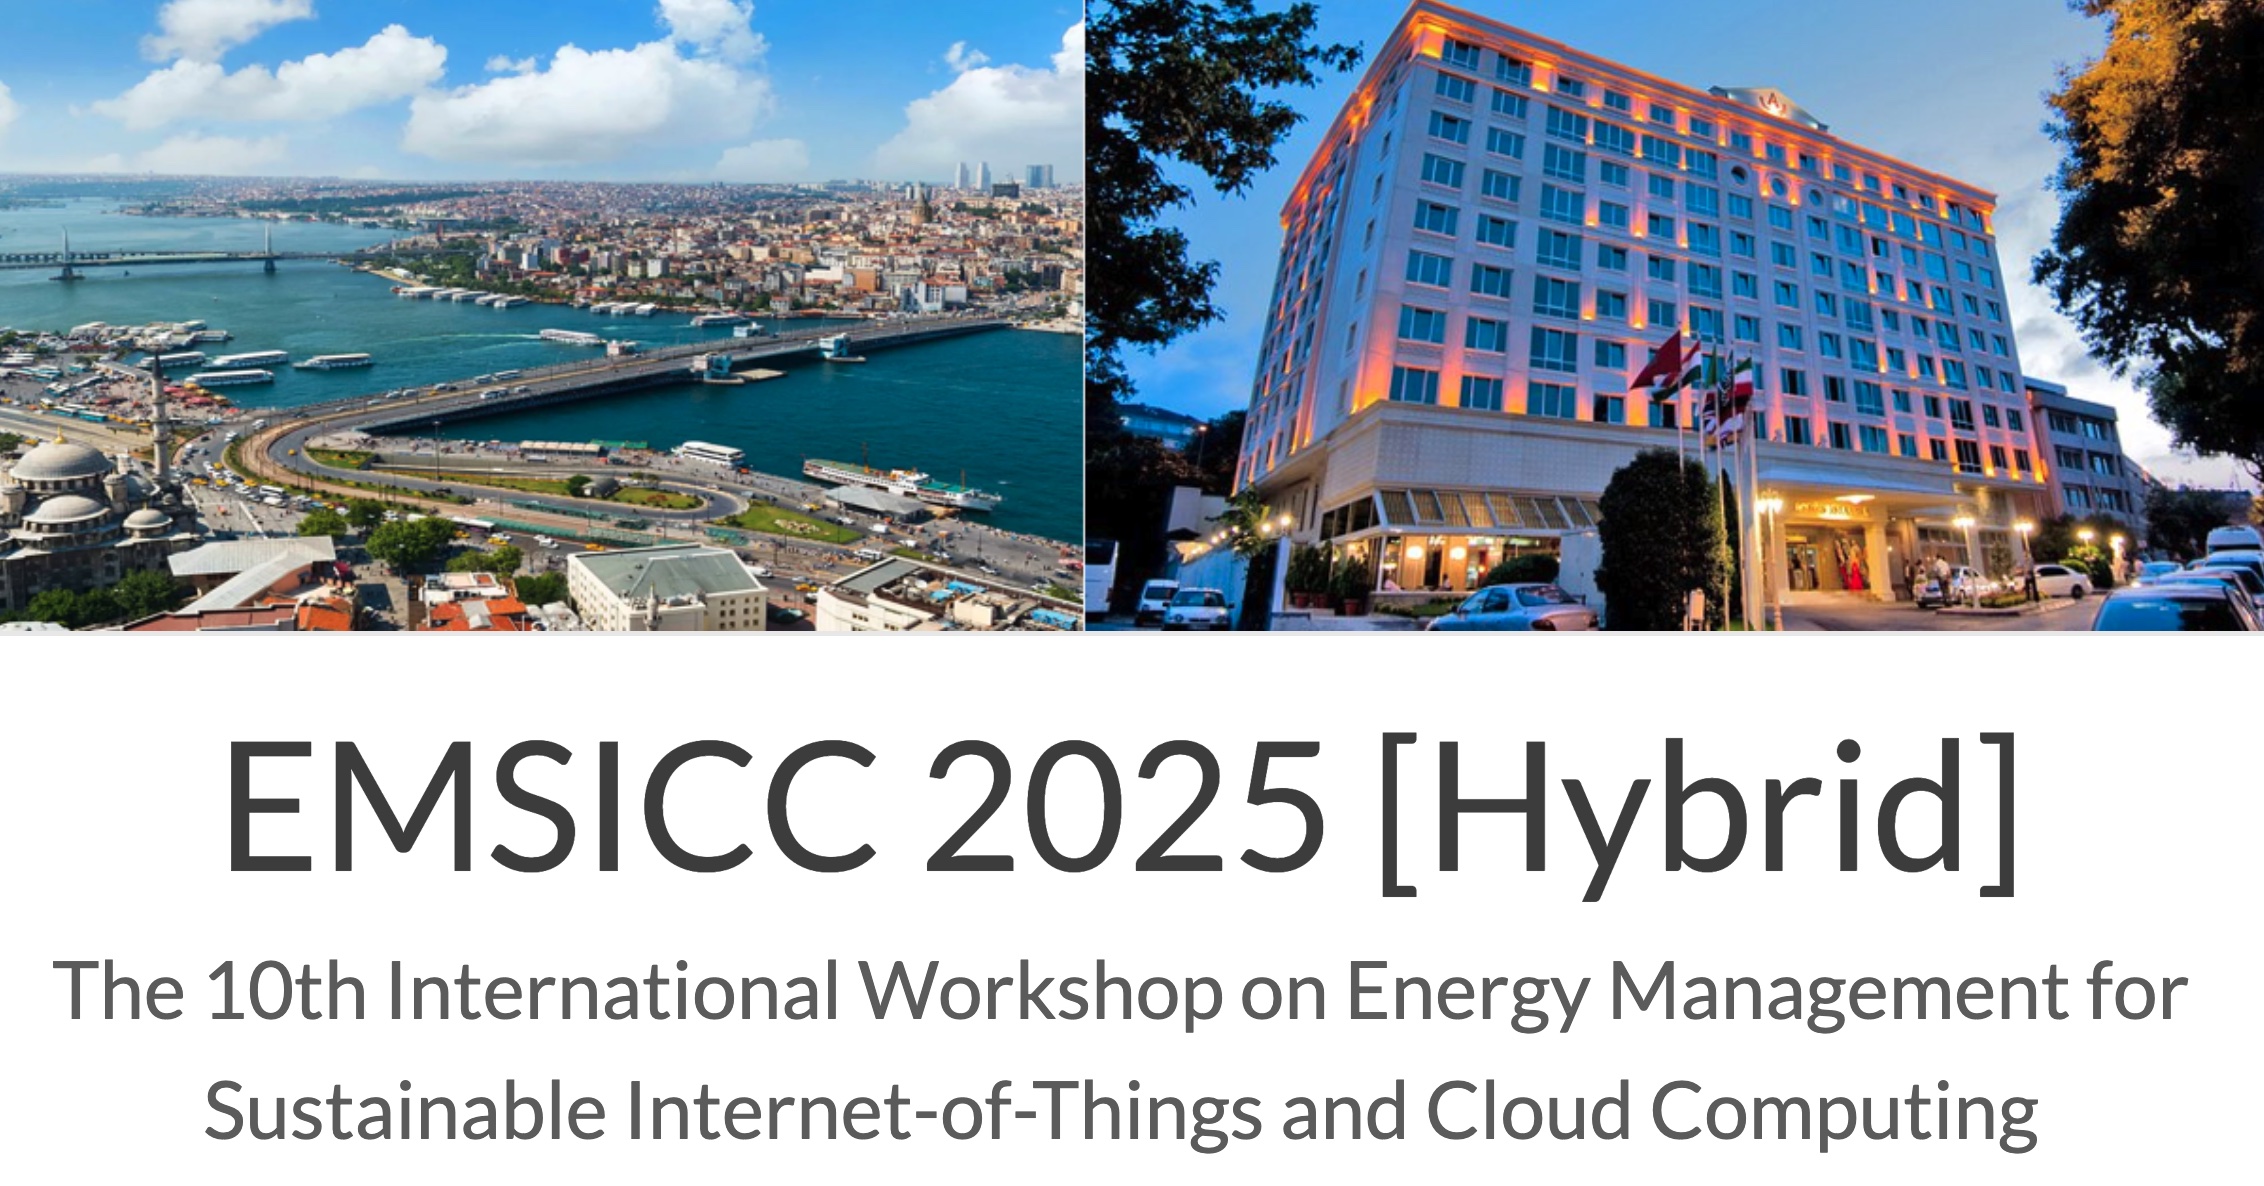 A
EMSICC 2025 [Hybrid]
The 10th International Workshop on Energy Management for
Sustainable Internet-of-Things and Cloud Computing